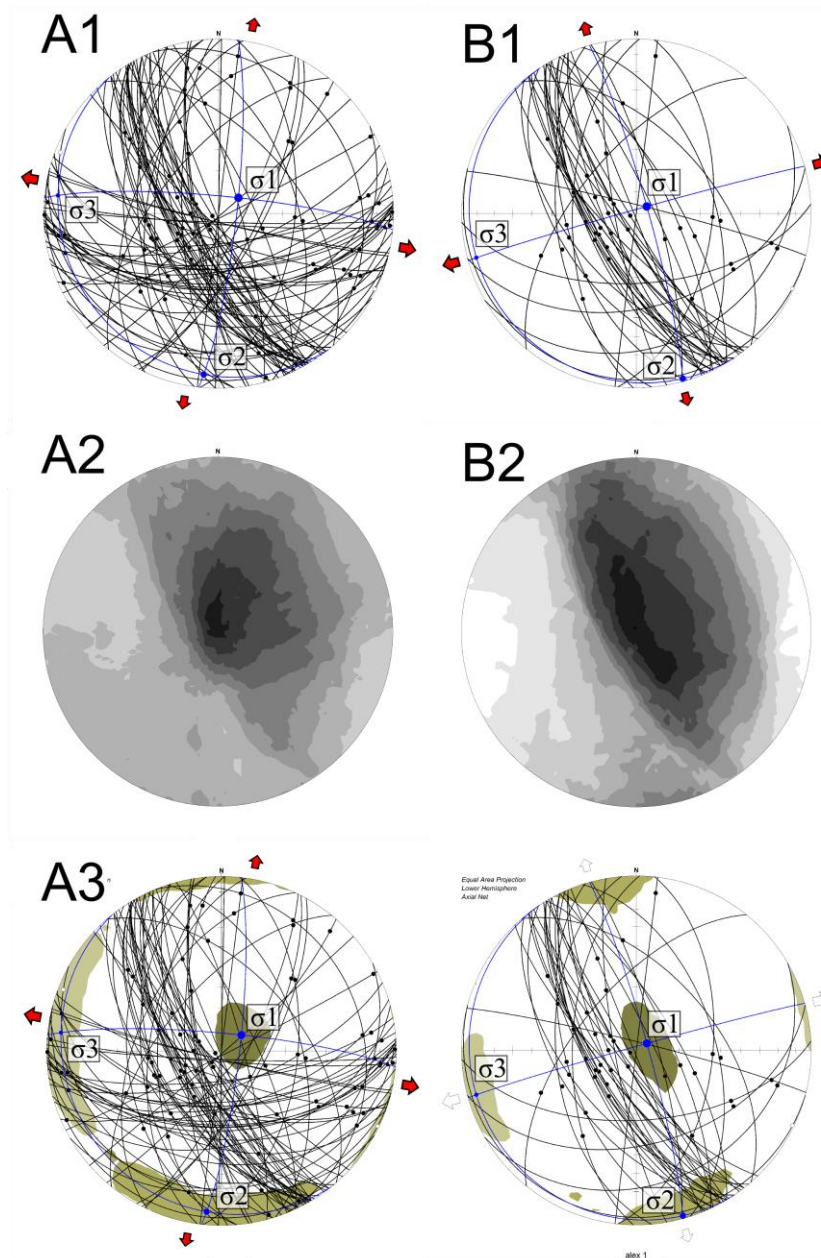 A1
N
σ1
σ3
σ2
B1
N
σ1
σ3
σ2
A2
N
B2
N
A3
n
N
σ1
σ3
σ2
Equal Area Projection
Lower Hemisphere
Axial Net
N
σ1
σ3
σ2
alex 1